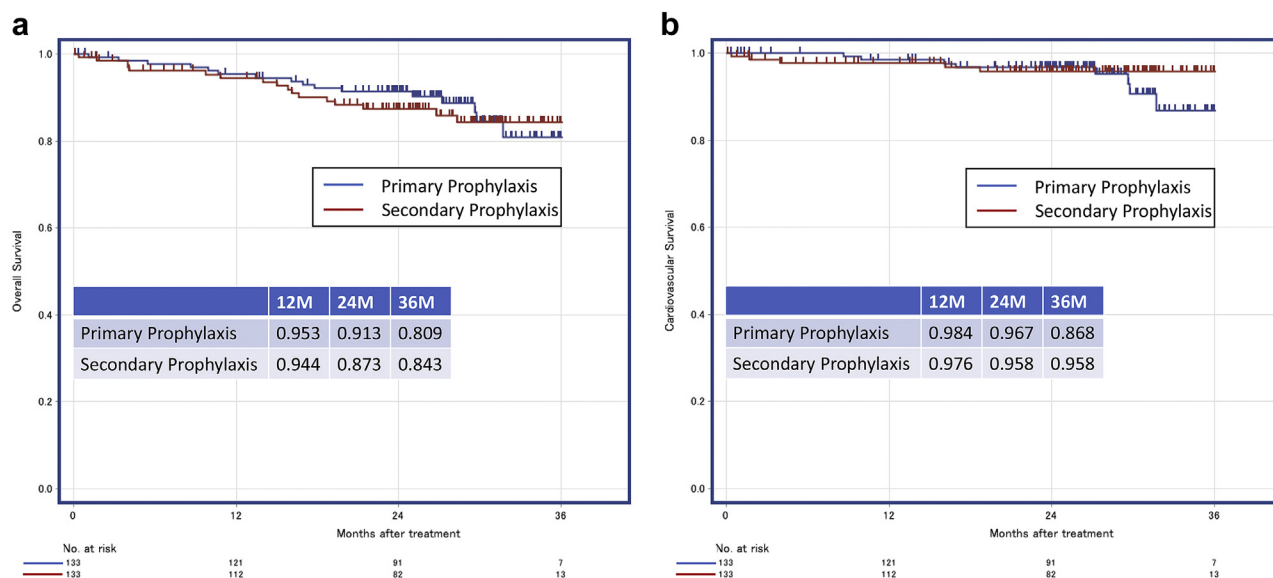 a
1.0
0.8
0.6
0.4
0.2
0.0
Overall Survival
Primary Prophylaxis
Secondary Prophylaxis
12M 24M 36M
Primary Prophylaxis 0.953 0.913 0.809
Secondary Prophylaxis 0.944 0.873 0.843
0 12 24 36
Months after treatment
No. at risk
133 121 91 7
133 112 82 13
b
1.0
0.8
0.6
0.4
0.2
0.0
Cardiovascular Survival
Primary Prophylaxis
Secondary Prophylaxis
12M 24M 36M
Primary Prophylaxis 0.984 0.967 0.868
Secondary Prophylaxis 0.976 0.958 0.958
0 12 24 36
Months after treatment
No. at risk
133 121 91 7
133 112 82 13